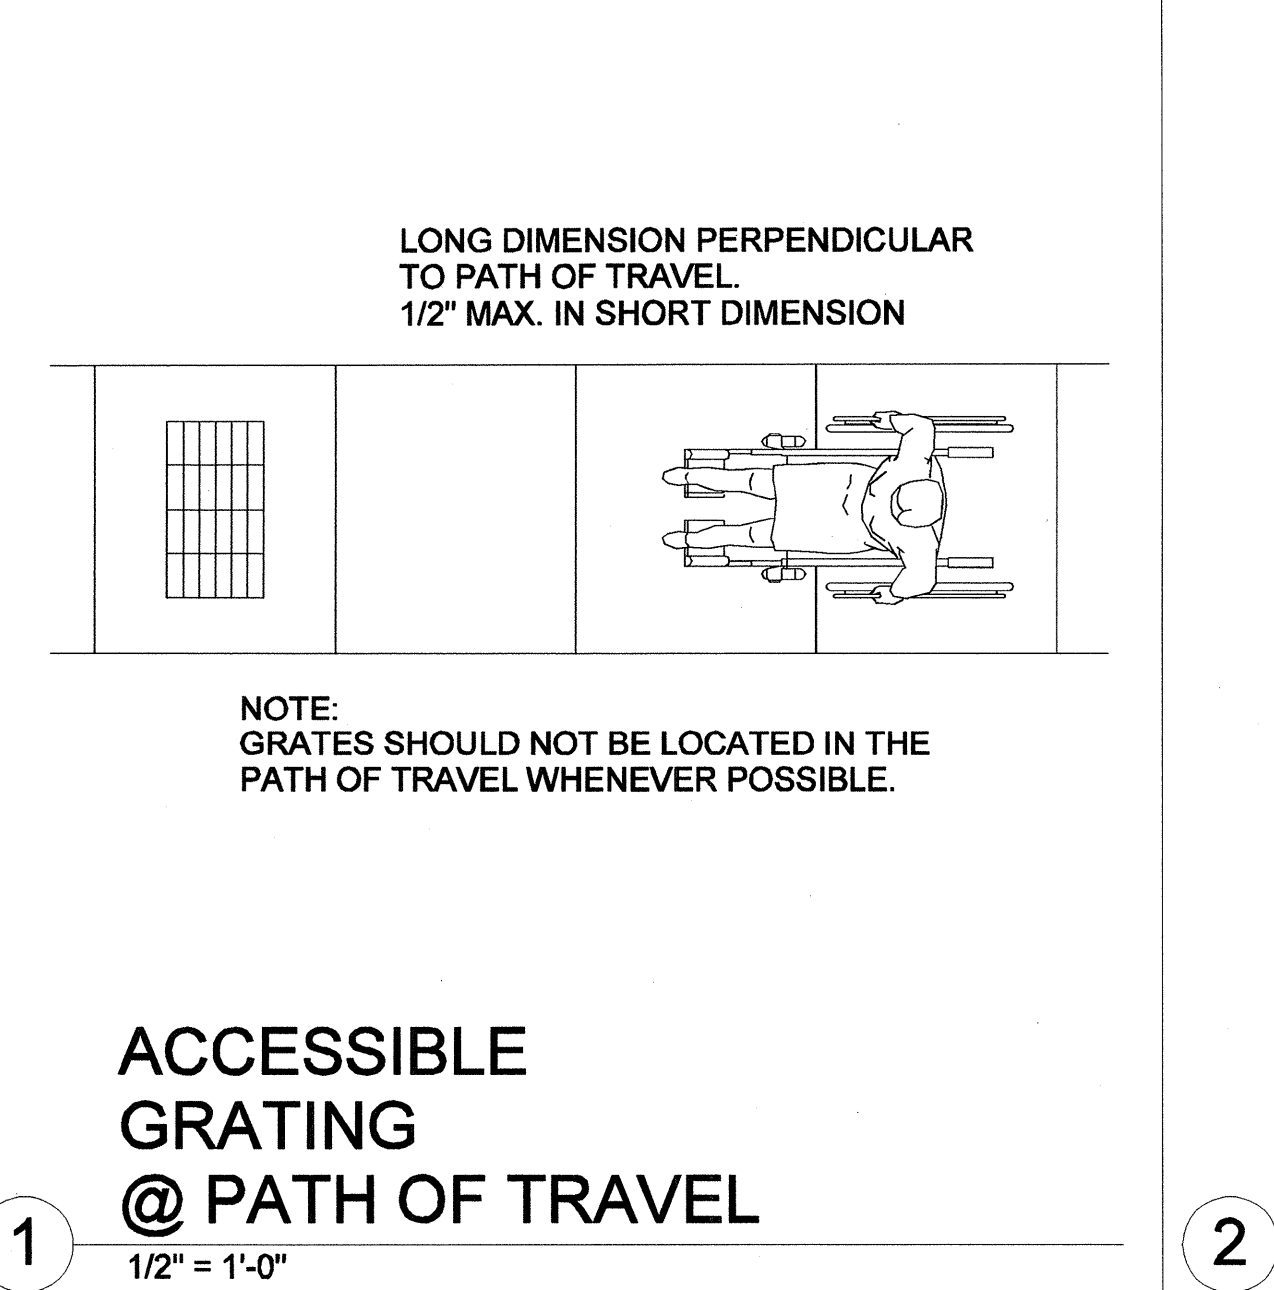 LONG DIMENSION PERPENDICULAR
TO PATH OF TRAVEL.
1/2" MAX. IN SHORT DIMENSION
NOTE:
GRATES SHOULD NOT BE LOCATED IN THE
PATH OF TRAVEL WHENEVER POSSIBLE.
ACCESSIBLE
GRATING
@ PATH OF TRAVEL
1
1/2" = 1'-0"
2